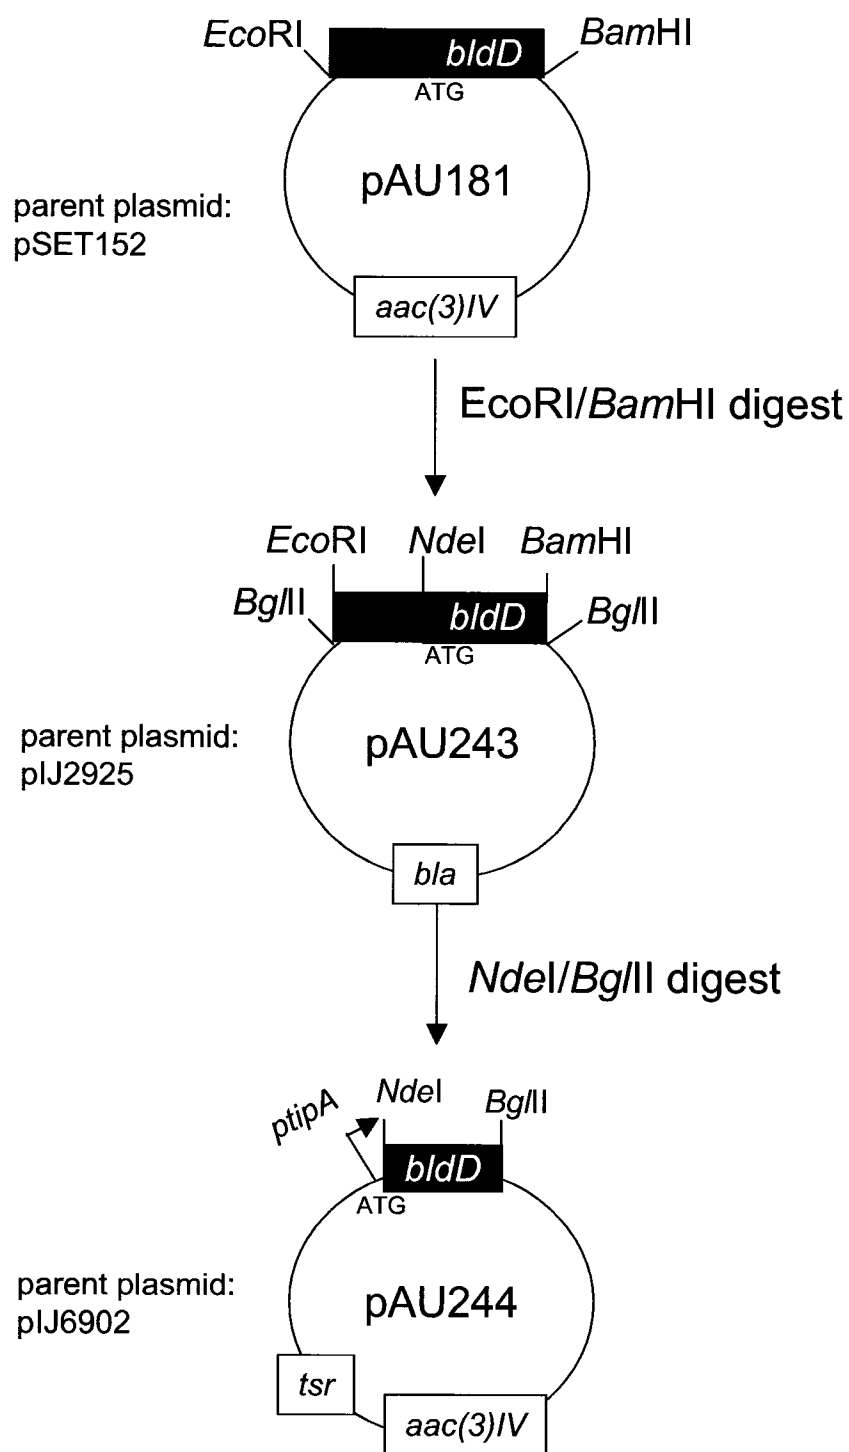 EcoRI
bldD
BamHI
ATG
pAU181
parent plasmid:
pSET152
aac(3)IV
EcoRI/BamHI digest
EcoRI
NdeI
BamHI
BglII
bldD
BglII
ATG
pAU243
parent plasmid:
pIJ2925
bla
NdeI/BglII digest
ptipA
NdeI
BglII
bldD
ATG
pAU244
parent plasmid:
pIJ6902
tsr
aac(3)IV